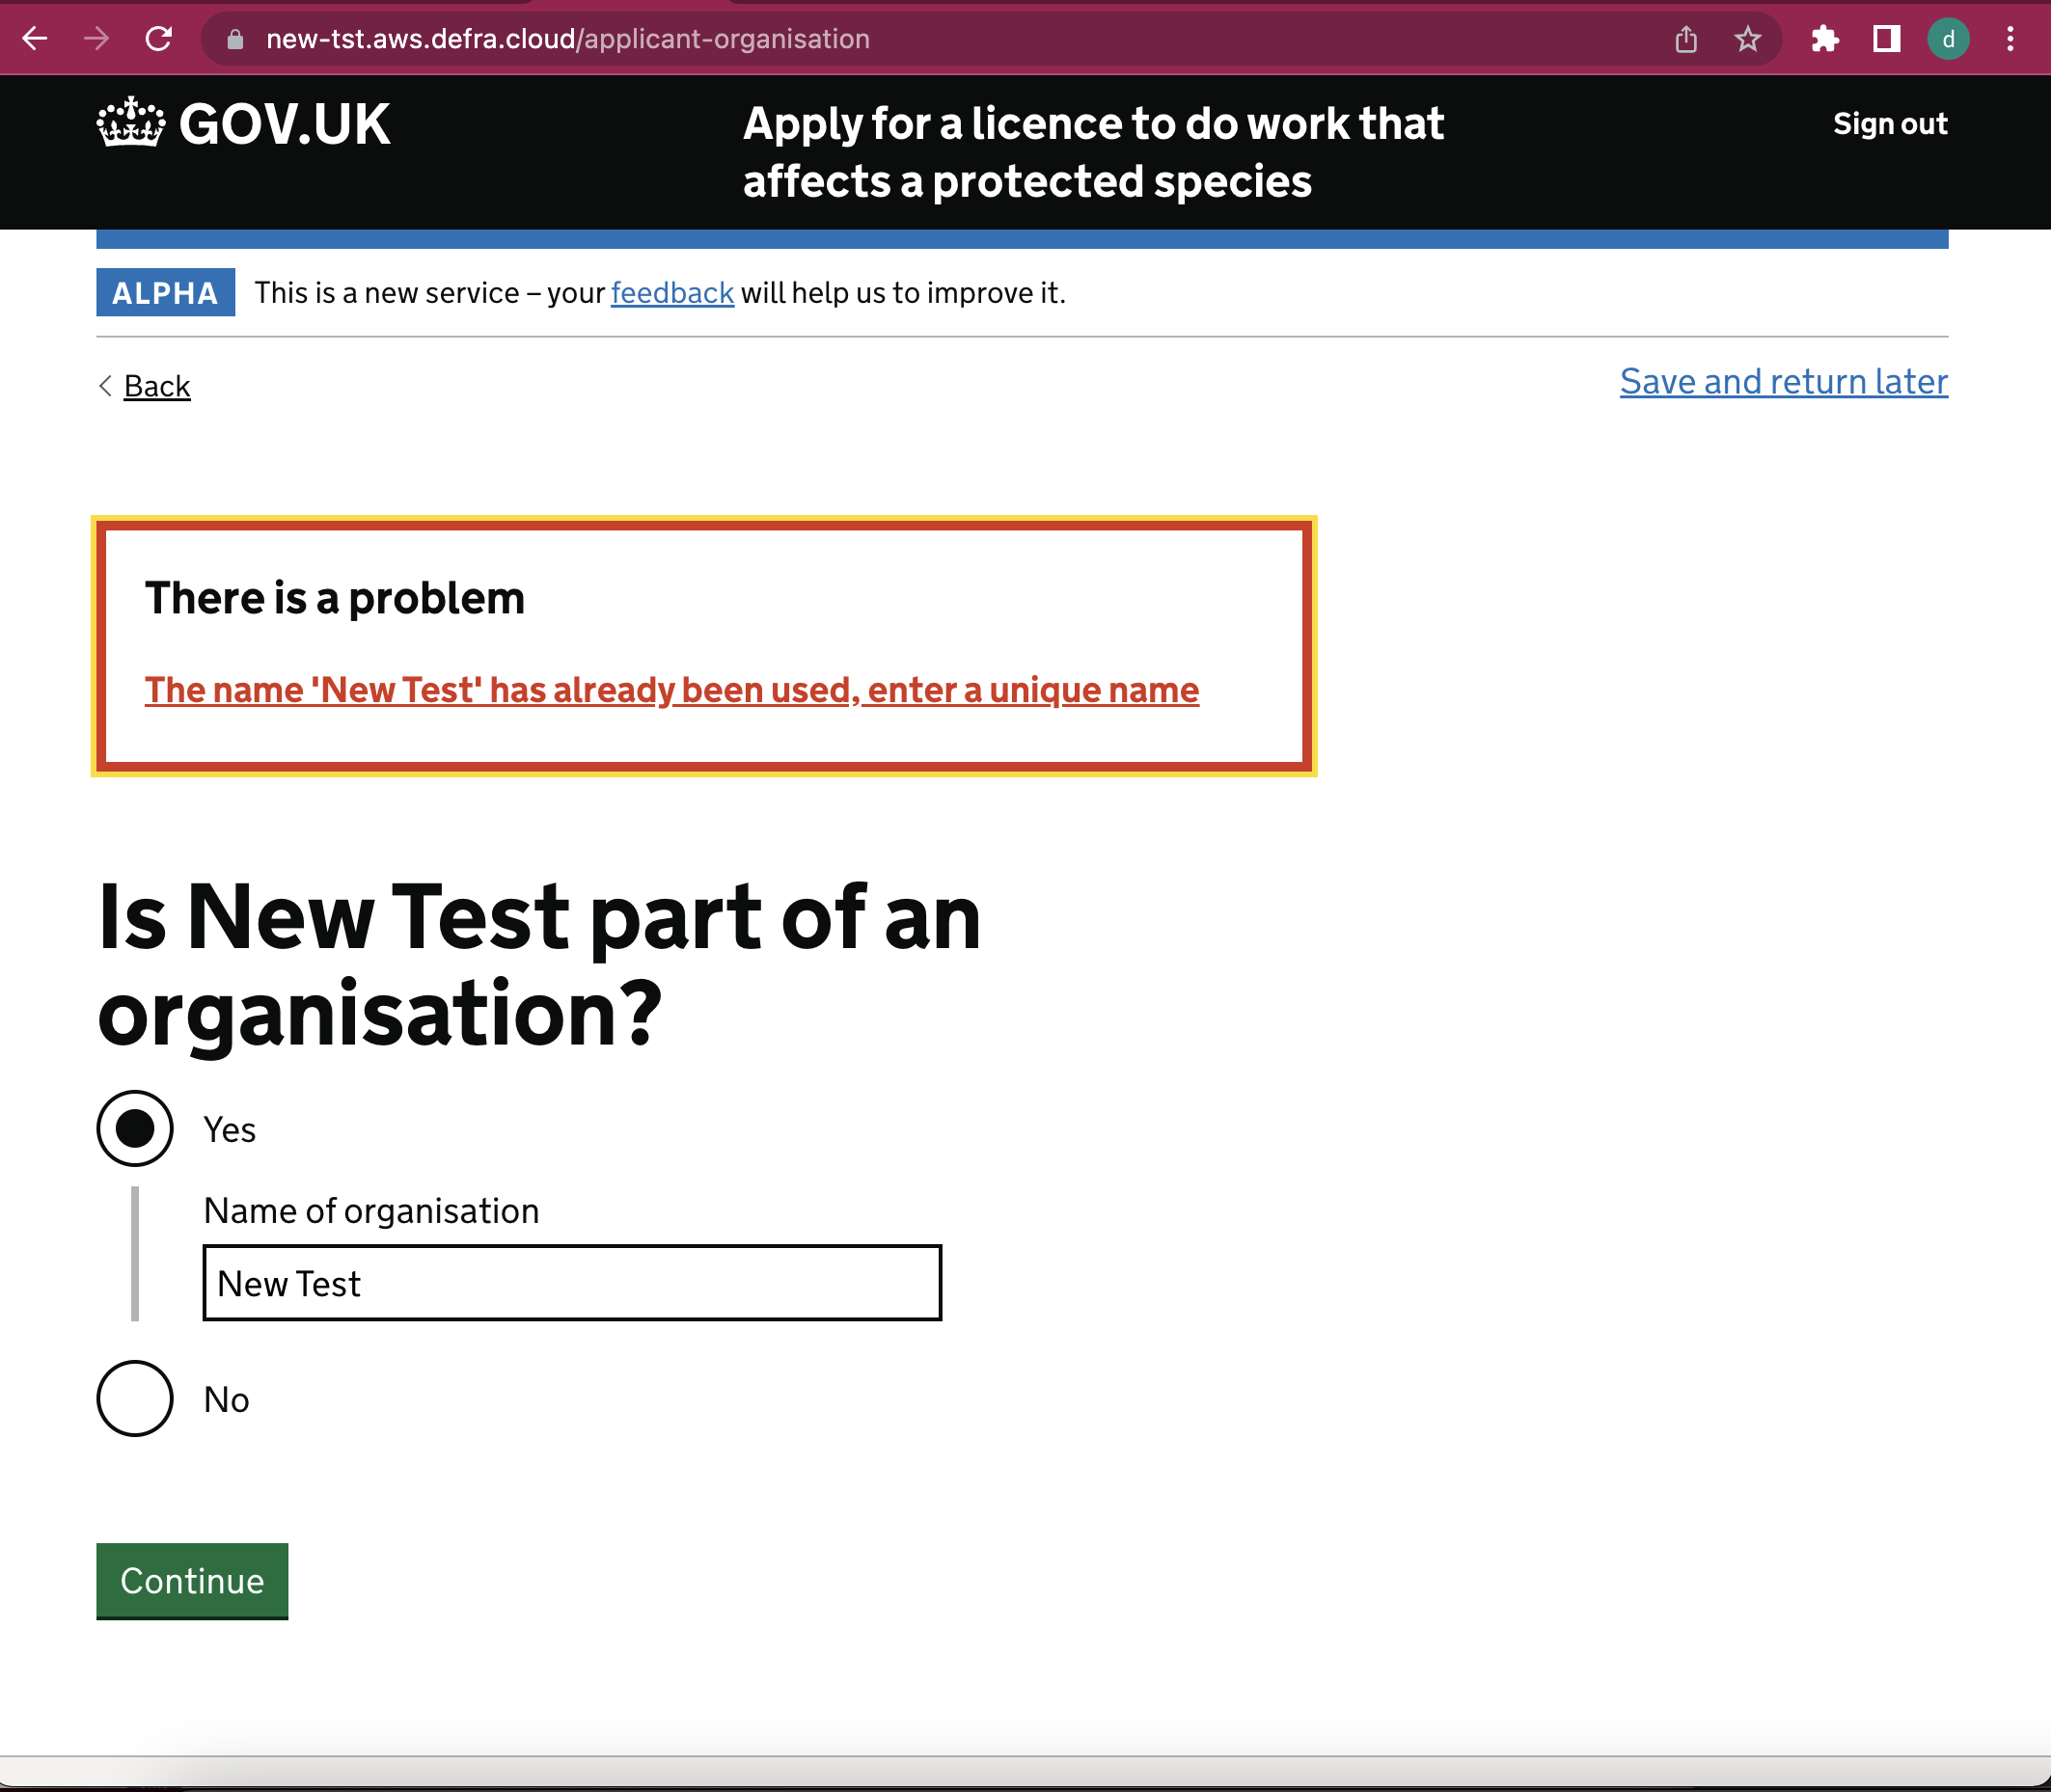 new-tst.aws.defra.cloud/applicant-organisation
d
GOV.UK
Apply for a licence to do work that
affects a protected species
Sign out
ALPHA
This is a new service – your feedback will help us to improve it.
Back
Save and return later
There is a problem
The name 'New Test' has already been used, enter a unique name
Is New Test part of an
organisation?
Yes
Name of organisation
New Test
No
Continue